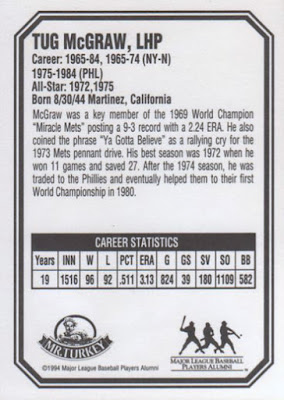 TUG McGRAW, LHP
Career: 1965-84, 1965-74 (NY-N)
1975-1984 (PHL)
All-Star: 1972,1975
Born 8/30/44 Martinez, California
McGraw was a key member of the 1969 World Champion
"Miracle Mets" posting a 9-3 record with a 2.24 ERA. He also
coined the phrase "Ya Gotta Believe" as a rallying cry for the
1973 Mets pennant drive. His best season was 1972 when he
won 11 games and saved 27. After the 1974 season, he was
traded to the Phillies and eventually helped them to their first
World Championship in 1980.
CAREER STATISTICS
Years INN W L PCT ERA G GS SV SO BB
19 1516 96 92 .511 3.13 824 39 180 1109 582
MR. TURKEY
MAJOR LEAGUE BASEBALL
PLAYERS ALUMNI
©1994 Major League Baseball Players Alumni